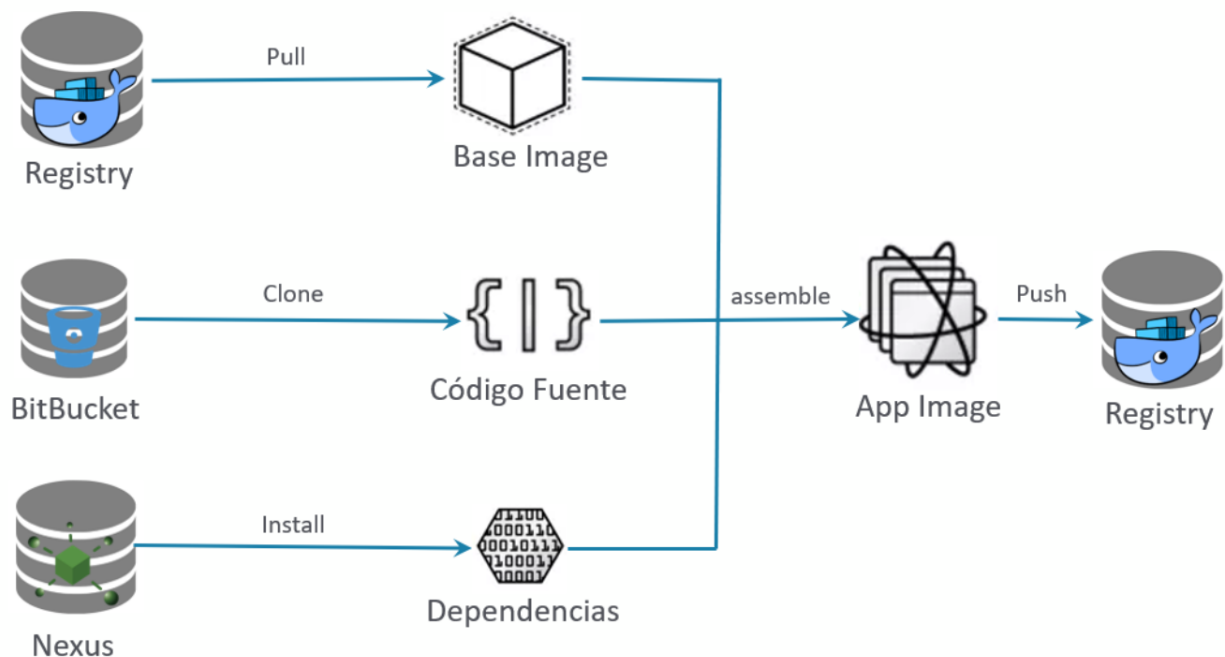 Pull
Base Image
Registry
Clone
Código Fuente
BitBucket
assemble
App Image
Push
Registry
Install
Dependencias
Nexus